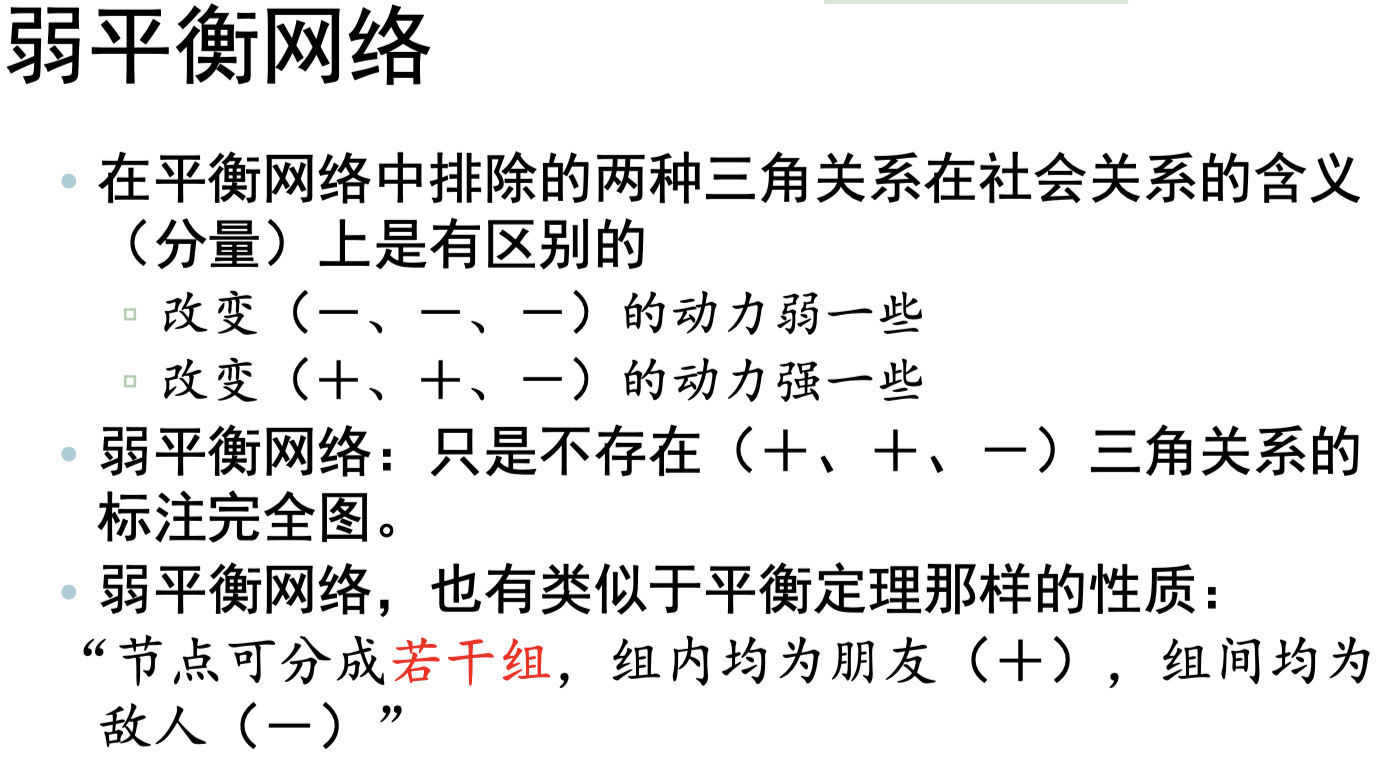 弱平衡网络
• 在平衡网络中排除的两种三角关系在社会关系的含义
（分量）上是有区别的
▫ 改变（－、－、－）的动力弱一些
▫ 改变（＋、＋、－）的动力强一些
• 弱平衡网络：只是不存在（＋、＋、－）三角关系的
标注完全图。
• 弱平衡网络，也有类似于平衡定理那样的性质：
“节点可分成若干组，组内均为朋友（＋），组间均为
敌人（－）”